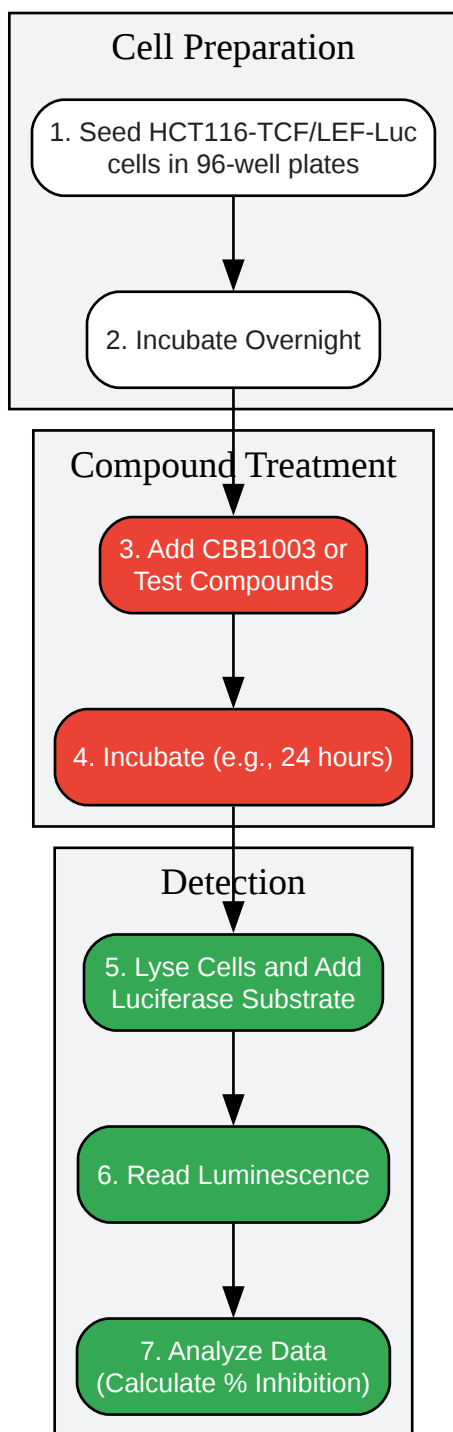 Cell Preparation
1. Seed HCT116-TCF/LEF-Luc
cells in 96-well plates
2. Incubate Overnight
Compound Treatment
3. Add CBB1003 or
Test Compounds
4. Incubate (e.g., 24 hours)
Detection
5. Lyse Cells and Add
Luciferase Substrate
6. Read Luminescence
7. Analyze Data
(Calculate % Inhibition)